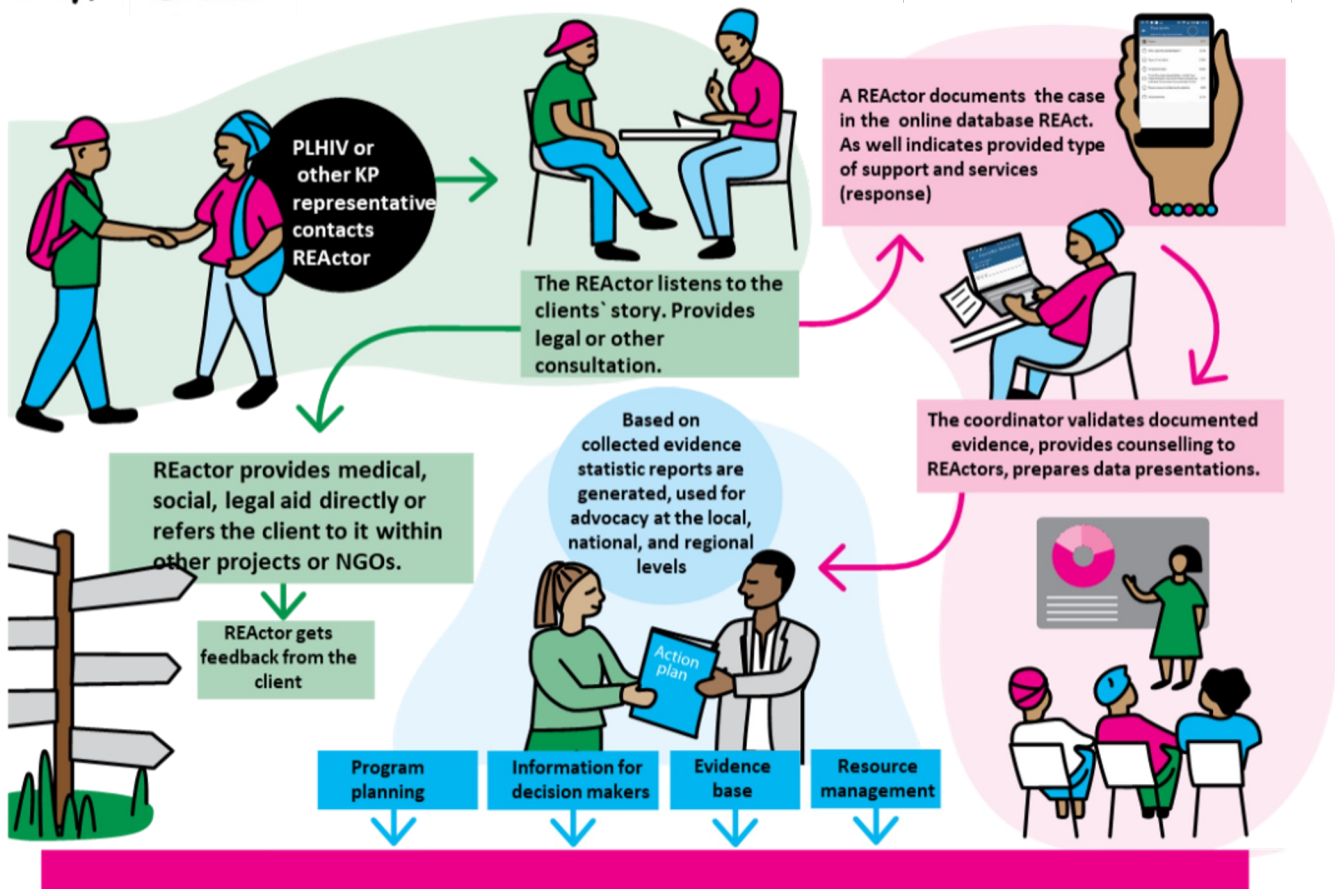 PLHIV or
other KP
representative
contacts
REActor
The REActor listens to the
clients` story. Provides
legal or other
consultation.
A REActor documents the case
in the online database REAct.
As well indicates provided type
of support and services
(response)
REactor provides medical,
social, legal aid directly or
refers the client to it within
other projects or NGOs.
REActor gets
feedback from the
client
The coordinator validates documented
evidence, provides counselling to
REActors, prepares data presentations.
Based on
collected evidence
statistic reports are
generated, used for
advocacy at the local,
national, and regional
levels
Action
plan
Program
planning
Information for
decision makers
Evidence
base
Resource
management